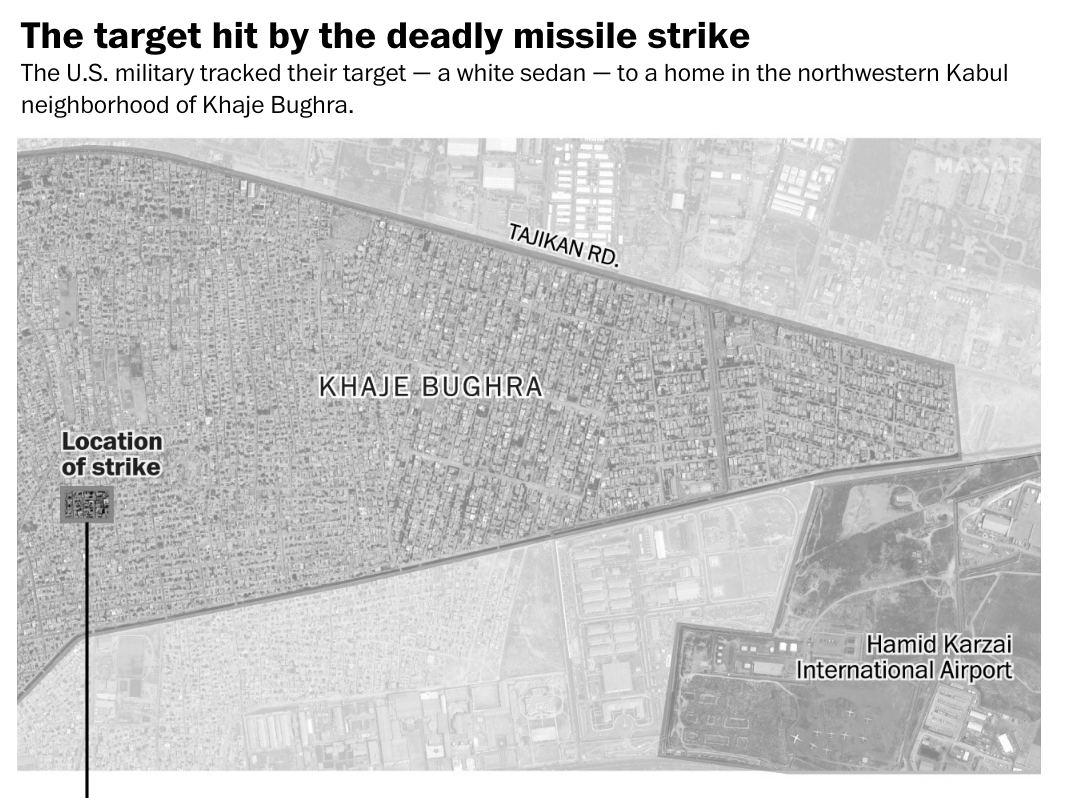 The target hit by the deadly missile strike
The U.S. military tracked their target — a white sedan — to a home in the northwestern Kabul
neighborhood of Khaje Bughra.
MAXAR
TAJIKAN RD.
KHAJE BUGHRA
Location
of strike
Hamid Karzai
International Airport